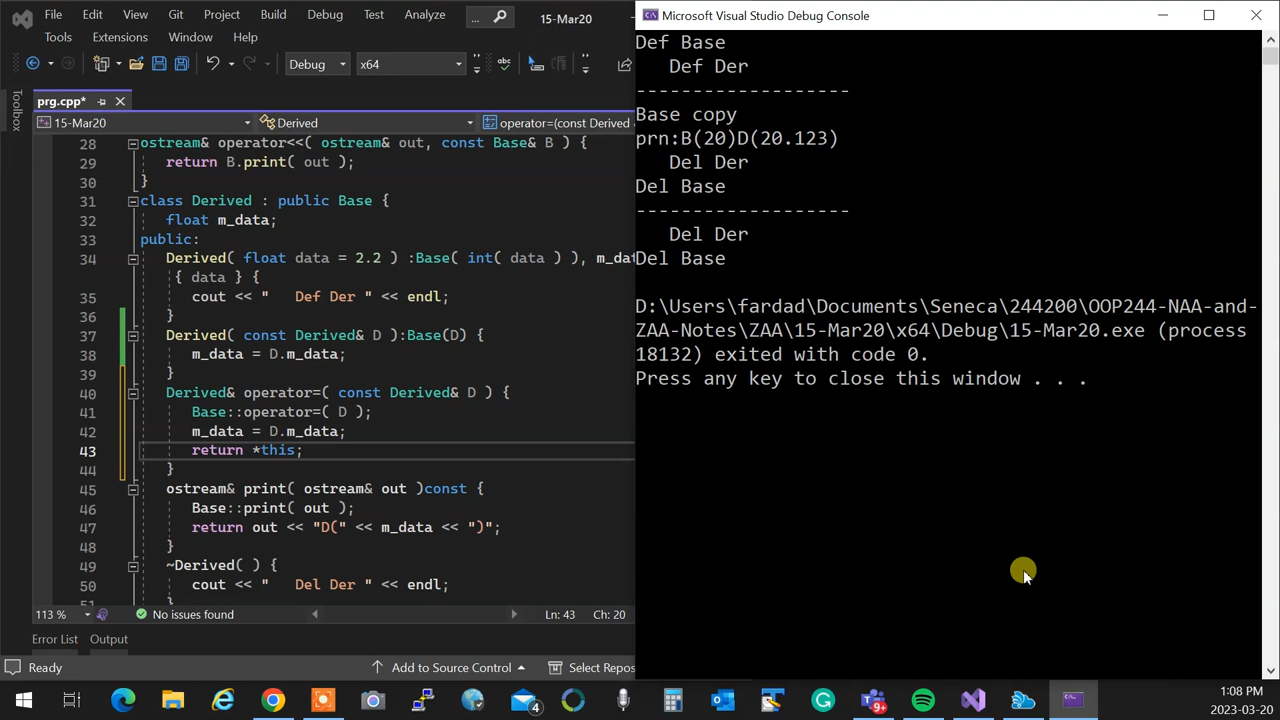 File Edit View Git Project Build Debug Test Analyze ... 15-Mar20
Tools Extensions Window Help
Debug x64
Toolbox
prg.cpp*
15-Mar20 Derived operator=(const Derived
28 ostream& operator<<( ostream& out, const Base& B ) {
29 return B.print( out );
30 }
31 class Derived : public Base {
32 float m_data;
33 public:
34 Derived( float data = 2.2 ) :Base( int( data ) ), m_dat
{ data } {
35 cout << "   Def Der " << endl;
36 }
37 Derived( const Derived& D ):Base(D) {
38 m_data = D.m_data;
39 }
40 Derived& operator=( const Derived& D ) {
41 Base::operator=( D );
42 m_data = D.m_data;
43 return *this;
44 }
45 ostream& print( ostream& out )const {
46 Base::print( out );
47 return out << "D(" << m_data << ")";
48 }
49 ~Derived( ) {
50 cout << "   Del Der " << endl;
51 }
113 % No issues found Ln: 43 Ch: 20
Error List Output
Ready Add to Source Control Select Repos
Microsoft Visual Studio Debug Console
Def Base
Def Der
-------------------
Base copy
prn:B(20)D(20.123)
Del Der
Del Base
-------------------
Del Der
Del Base
D:\Users\fardad\Documents\Seneca\244200\OOP244-NAA-and-
ZAA-Notes\ZAA\15-Mar20\x64\Debug\15-Mar20.exe (process
18132) exited with code 0.
Press any key to close this window . . .
4
9+
1:08 PM
2023-03-20